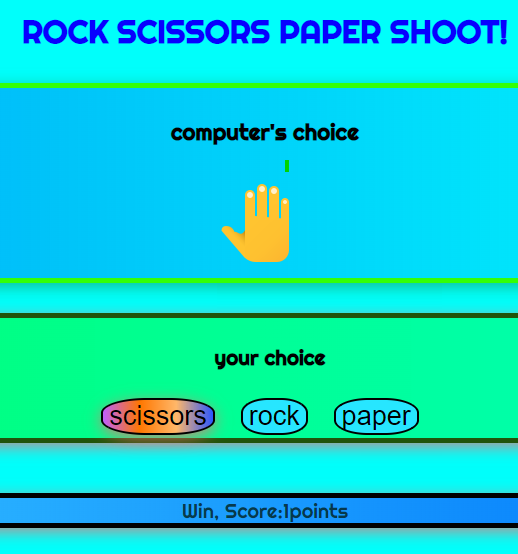 ROCK SCISSORS PAPER SHOOT!
computer's choice
your choice
scissors rock paper
Win, Score:1points